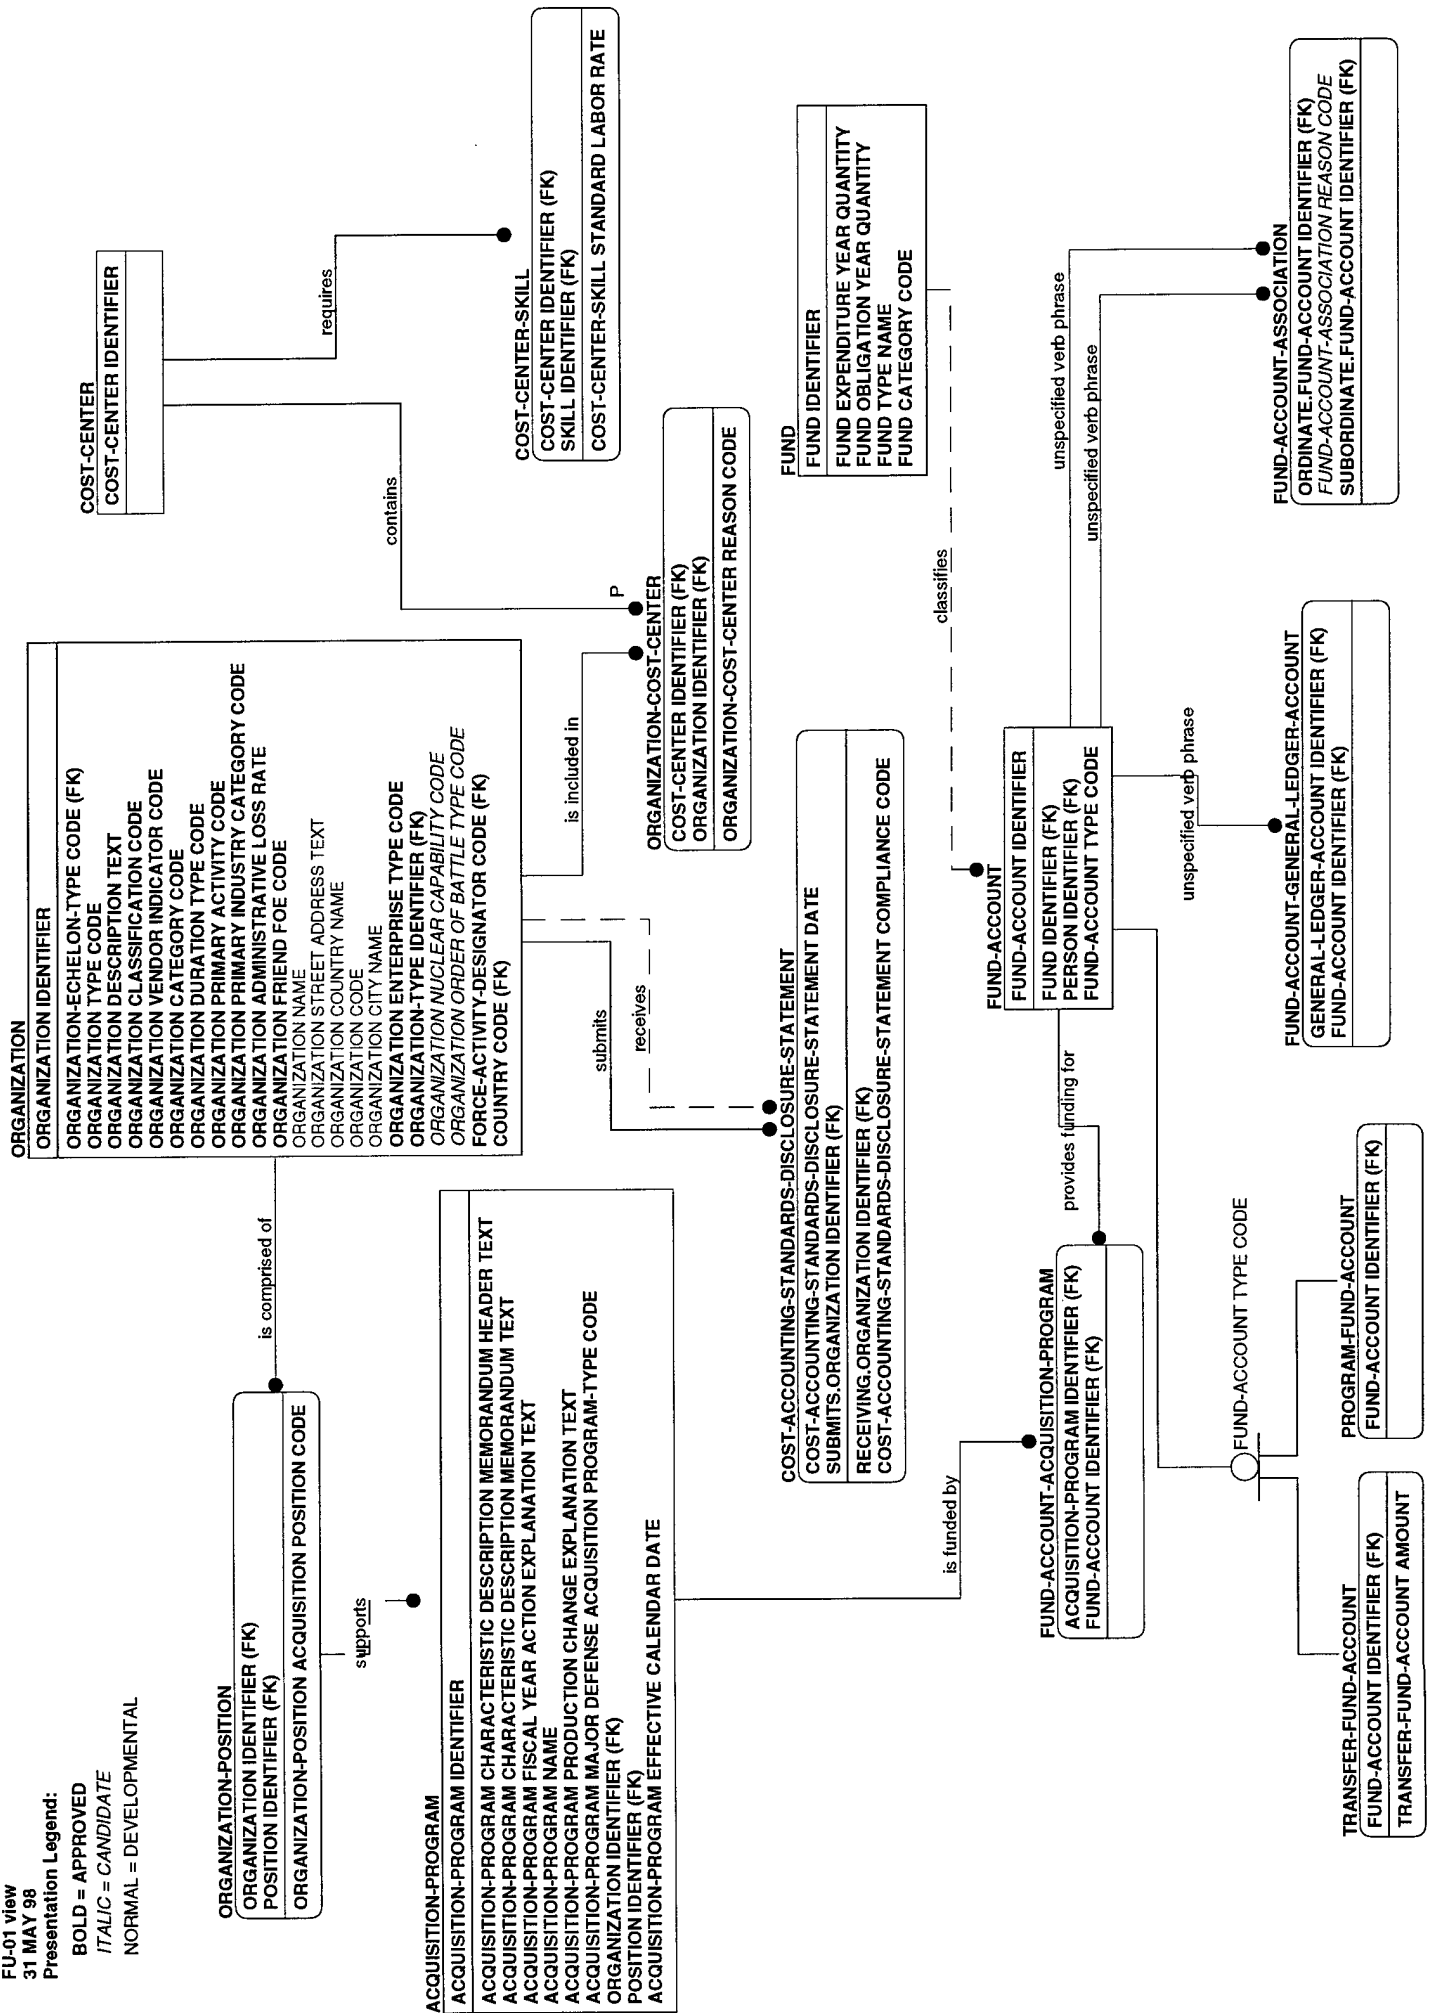 FU-01 view
31 MAY 98
Presentation Legend:
BOLD = APPROVED
ITALIC = CANDIDATE
NORMAL = DEVELOPMENTAL
ORGANIZATION
ORGANIZATION IDENTIFIER
ORGANIZATION-ECHELON-TYPE CODE (FK)
ORGANIZATION TYPE CODE
ORGANIZATION DESCRIPTION TEXT
ORGANIZATION CLASSIFICATION CODE
ORGANIZATION VENDOR INDICATOR CODE
ORGANIZATION CATEGORY CODE
ORGANIZATION DURATION TYPE CODE
ORGANIZATION PRIMARY ACTIVITY CODE
ORGANIZATION PRIMARY INDUSTRY CATEGORY CODE
ORGANIZATION ADMINISTRATIVE LOSS RATE
ORGANIZATION FRIEND FOE CODE
ORGANIZATION NAME
ORGANIZATION STREET ADDRESS TEXT
ORGANIZATION COUNTRY NAME
ORGANIZATION CODE
ORGANIZATION CITY NAME
ORGANIZATION ENTERPRISE TYPE CODE
ORGANIZATION-TYPE IDENTIFIER (FK)
ORGANIZATION NUCLEAR CAPABILITY CODE
ORGANIZATION ORDER OF BATTLE TYPE CODE
FORCE-ACTIVITY-DESIGNATOR CODE (FK)
COUNTRY CODE (FK)
COST-CENTER
COST-CENTER IDENTIFIER
requires
contains
P
COST-CENTER-SKILL
COST-CENTER IDENTIFIER (FK)
SKILL IDENTIFIER (FK)
COST-CENTER-SKILL STANDARD LABOR RATE
is comprised of
ORGANIZATION-POSITION
ORGANIZATION IDENTIFIER (FK)
POSITION IDENTIFIER (FK)
ORGANIZATION-POSITION ACQUISITION POSITION CODE
supports
is included in
receives
submits
ORGANIZATION-COST-CENTER
COST-CENTER IDENTIFIER (FK)
ORGANIZATION IDENTIFIER (FK)
ORGANIZATION-COST-CENTER REASON CODE
ACQUISITION-PROGRAM
ACQUISITION-PROGRAM IDENTIFIER
ACQUISITION-PROGRAM CHARACTERISTIC DESCRIPTION MEMORANDUM HEADER TEXT
ACQUISITION-PROGRAM CHARACTERISTIC DESCRIPTION MEMORANDUM TEXT
ACQUISITION-PROGRAM FISCAL YEAR ACTION EXPLANATION TEXT
ACQUISITION-PROGRAM NAME
ACQUISITION-PROGRAM PRODUCTION CHANGE EXPLANATION TEXT
ACQUISITION-PROGRAM MAJOR DEFENSE ACQUISITION PROGRAM-TYPE CODE
ORGANIZATION IDENTIFIER (FK)
POSITION IDENTIFIER (FK)
ACQUISITION-PROGRAM EFFECTIVE CALENDAR DATE
COST-ACCOUNTING-STANDARDS-DISCLOSURE-STATEMENT
COST-ACCOUNTING-STANDARDS-DISCLOSURE-STATEMENT DATE
SUBMITS.ORGANIZATION IDENTIFIER (FK)
RECEIVING.ORGANIZATION IDENTIFIER (FK)
COST-ACCOUNTING-STANDARDS-DISCLOSURE-STATEMENT COMPLIANCE CODE
FUND
FUND IDENTIFIER
FUND EXPENDITURE YEAR QUANTITY
FUND OBLIGATION YEAR QUANTITY
FUND TYPE NAME
FUND CATEGORY CODE
classifies
is funded by
FUND-ACCOUNT
FUND-ACCOUNT IDENTIFIER
FUND IDENTIFIER (FK)
PERSON IDENTIFIER (FK)
FUND-ACCOUNT TYPE CODE
unspecified verb phrase
unspecified verb phrase
unspecified verb phrase
provides funding for
FUND-ACCOUNT-ACQUISITION-PROGRAM
ACQUISITION-PROGRAM IDENTIFIER (FK)
FUND-ACCOUNT IDENTIFIER (FK)
FUND-ACCOUNT TYPE CODE
TRANSFER-FUND-ACCOUNT
FUND-ACCOUNT IDENTIFIER (FK)
TRANSFER-FUND-ACCOUNT AMOUNT
PROGRAM-FUND-ACCOUNT
FUND-ACCOUNT IDENTIFIER (FK)
FUND-ACCOUNT-GENERAL-LEDGER-ACCOUNT
GENERAL-LEDGER-ACCOUNT IDENTIFIER (FK)
FUND-ACCOUNT IDENTIFIER (FK)
FUND-ACCOUNT-ASSOCIATION
ORDINATE.FUND-ACCOUNT IDENTIFIER (FK)
FUND-ACCOUNT-ASSOCIATION REASON CODE
SUBORDINATE.FUND-ACCOUNT IDENTIFIER (FK)